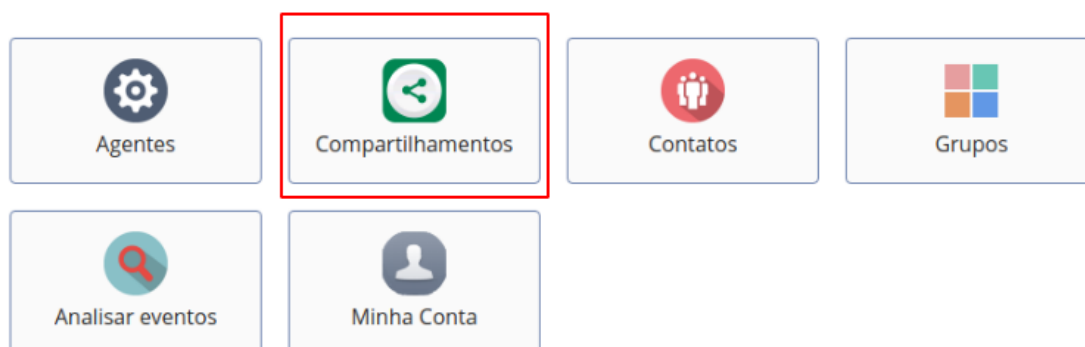 Agentes
Compartilhamentos
Contatos
Grupos
Analisar eventos
Minha Conta